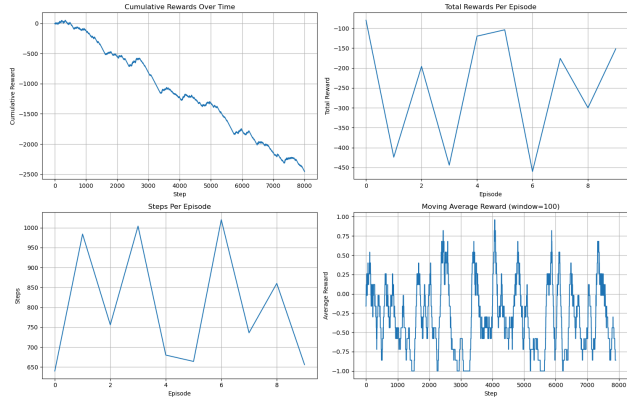 Cumulative Rewards Over Time
0
−500
−1000
−1500
−2000
−2500
Cumulative Reward
0 1000 2000 3000 4000 5000 6000 7000 8000
Step
Total Rewards Per Episode
−100
−150
−200
−250
−300
−350
−400
−450
Total Reward
0 2 4 6 8
Episode
Steps Per Episode
1000
950
900
850
800
750
700
650
Steps
0 2 4 6 8
Episode
Moving Average Reward (window=100)
1.00
0.75
0.50
0.25
0.00
−0.25
−0.50
−0.75
−1.00
Average Reward
0 1000 2000 3000 4000 5000 6000 7000 8000
Step